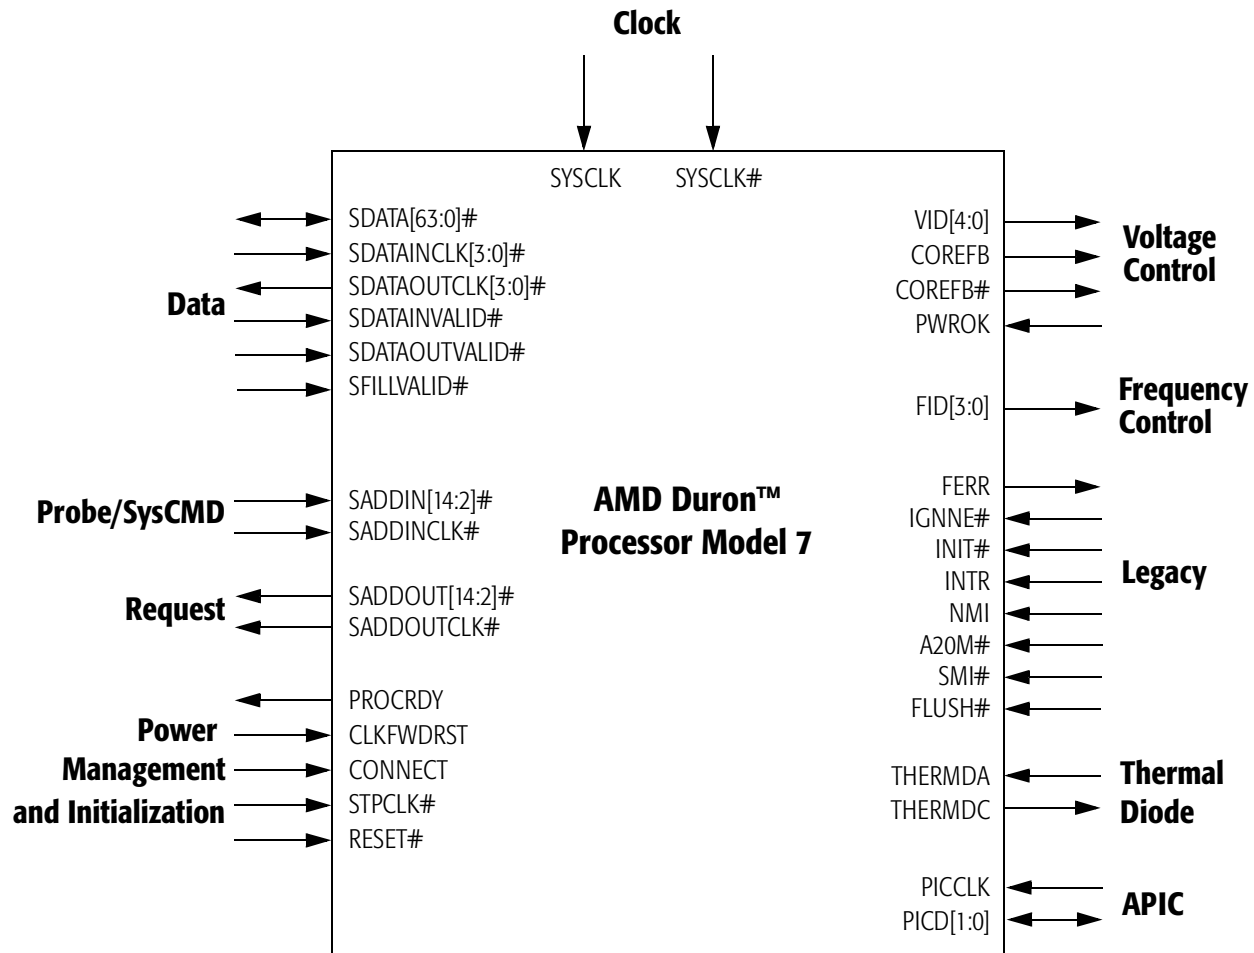 Clock
SYSCLK SYSCLK#
Data
SDATA[63:0]#
SDATAINCLK[3:0]#
SDATAOUTCLK[3:0]#
SDATAINVALID#
SDATAOUTVALID#
SFILLVALID#
Probe/SysCMD
SADDIN[14:2]#
SADDINCLK#
Request
SADDOUT[14:2]#
SADDOUTCLK#
Power
Management
and Initialization
PROCRDY
CLKFWDRST
CONNECT
STPCLK#
RESET#
AMD Duron™
Processor Model 7
VID[4:0]
COREFB
COREFB#
PWROK
Voltage
Control
FID[3:0]
Frequency
Control
FERR
IGNNE#
INIT#
INTR
NMI
A20M#
SMI#
FLUSH#
Legacy
THERMDA
THERMDC
Thermal
Diode
PICCLK
PICD[1:0]
APIC